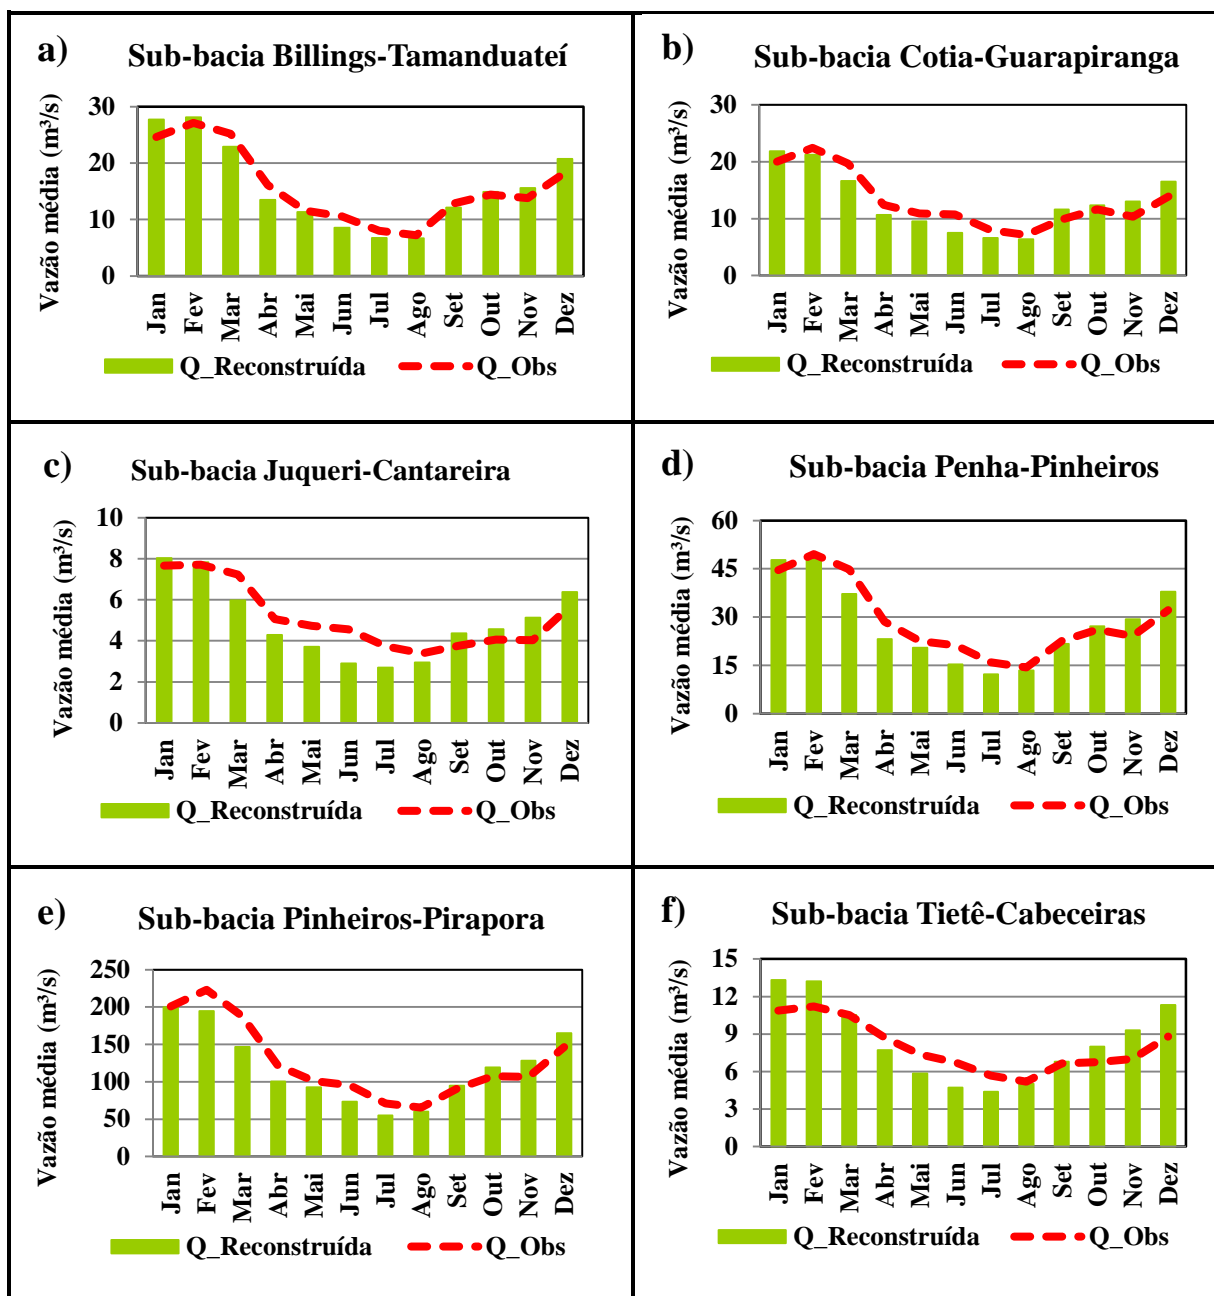 a)
Sub-bacia Billings-Tamanduateí
Vazão média (m³/s)
30
20
10
0
Jan Fev Mar Abr Mai Jun Jul Ago Set Out Nov Dez
Q_Reconstruída Q_Obs
b)
Sub-bacia Cotia-Guarapiranga
Vazão média (m³/s)
30
20
10
0
Jan Fev Mar Abr Mai Jun Jul Ago Set Out Nov Dez
Q_Reconstruída Q_Obs
c)
Sub-bacia Juqueri-Cantareira
Vazão média (m³/s)
10
8
6
4
2
0
Jan Fev Mar Abr Mai Jun Jul Ago Set Out Nov Dez
Q_Reconstruída Q_Obs
d)
Sub-bacia Penha-Pinheiros
Vazão média (m³/s)
60
45
30
15
0
Jan Fev Mar Abr Mai Jun Jul Ago Set Out Nov Dez
Q_Reconstruída Q_Obs
e)
Sub-bacia Pinheiros-Pirapora
Vazão média (m³/s)
250
200
150
100
50
0
Jan Fev Mar Abr Mai Jun Jul Ago Set Out Nov Dez
Q_Reconstruída Q_Obs
f)
Sub-bacia Tietê-Cabeceiras
Vazão média (m³/s)
15
12
9
6
3
0
Jan Fev Mar Abr Mai Jun Jul Ago Set Out Nov Dez
Q_Reconstruída Q_Obs